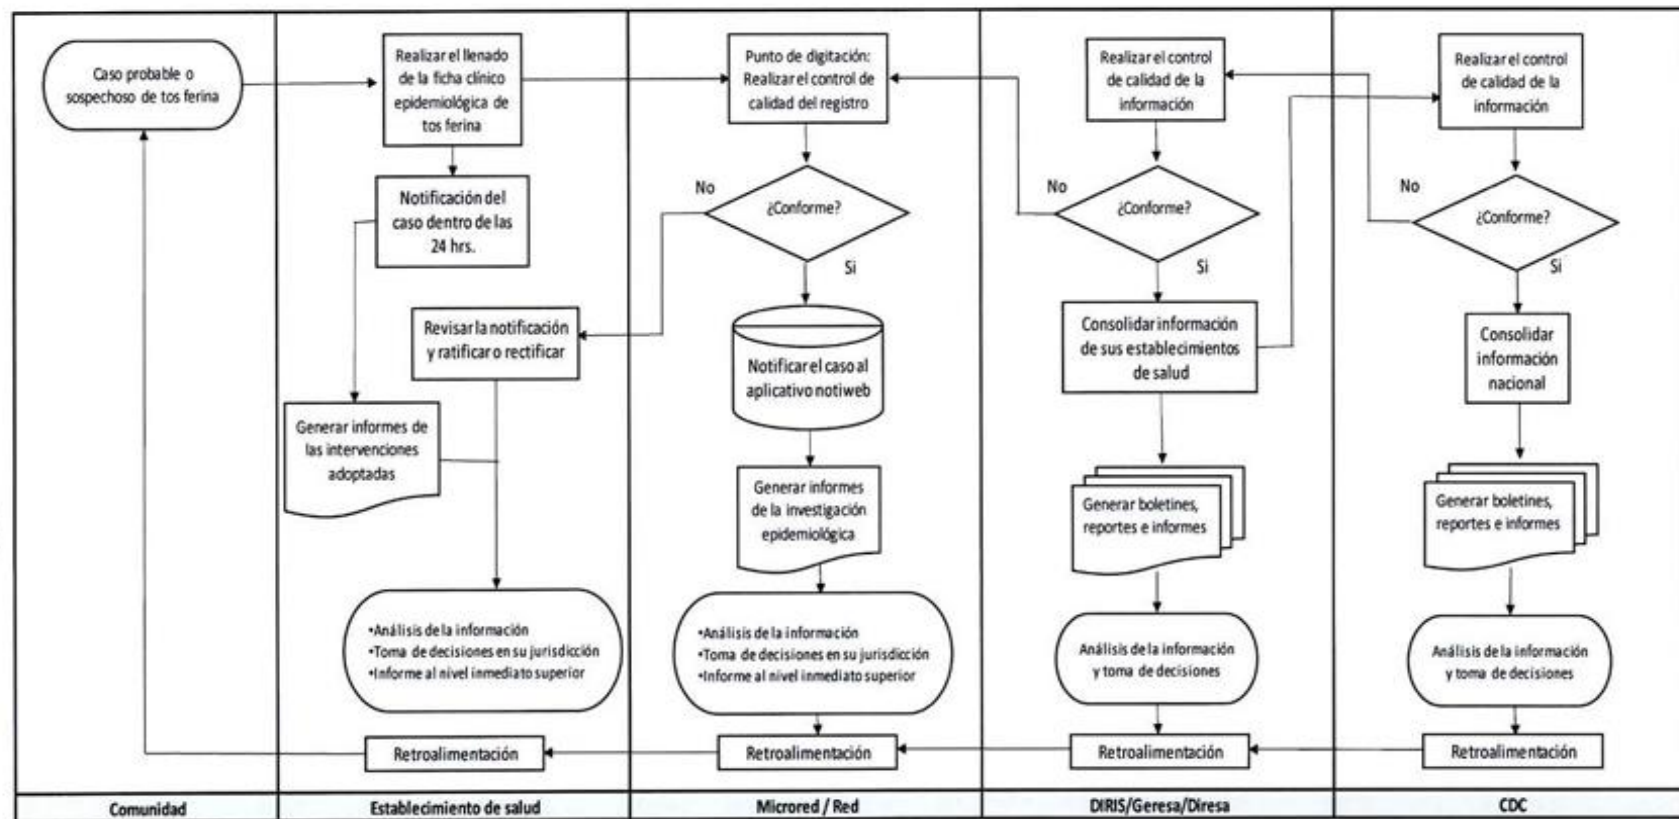 Caso probable o
sospechoso de tos ferina
Realizar el llenado
de la ficha clínico
epidemiológica de
tos ferina
Notificación del
caso dentro de las
24 hrs.
Revisar la notificación
y ratificar o rectificar
Generar informes de
las intervenciones
adoptadas
•Análisis de la información
•Toma de decisiones en su jurisdicción
•Informe al nivel inmediato superior
Retroalimentación
Punto de digitación:
Realizar el control de
calidad del registro
No
¿Conforme?
Si
Notificar el caso al
aplicativo notiweb
Generar informes
de la investigación
epidemiológica
•Análisis de la información
•Toma de decisiones en su jurisdicción
•Informe al nivel inmediato superior
Retroalimentación
Realizar el control
de calidad de la
información
No
¿Conforme?
Si
Consolidar información
de sus establecimientos
de salud
Generar boletines,
reportes e informes
Análisis de la información
y toma de decisiones
Retroalimentación
Realizar el control
de calidad de la
información
No
¿Conforme?
Si
Consolidar
información
nacional
Generar boletines,
reportes e informes
Análisis de la información
y toma de decisiones
Retroalimentación
Comunidad
Establecimiento de salud
Microred / Red
DIRIS/Geresa/Diresa
CDC